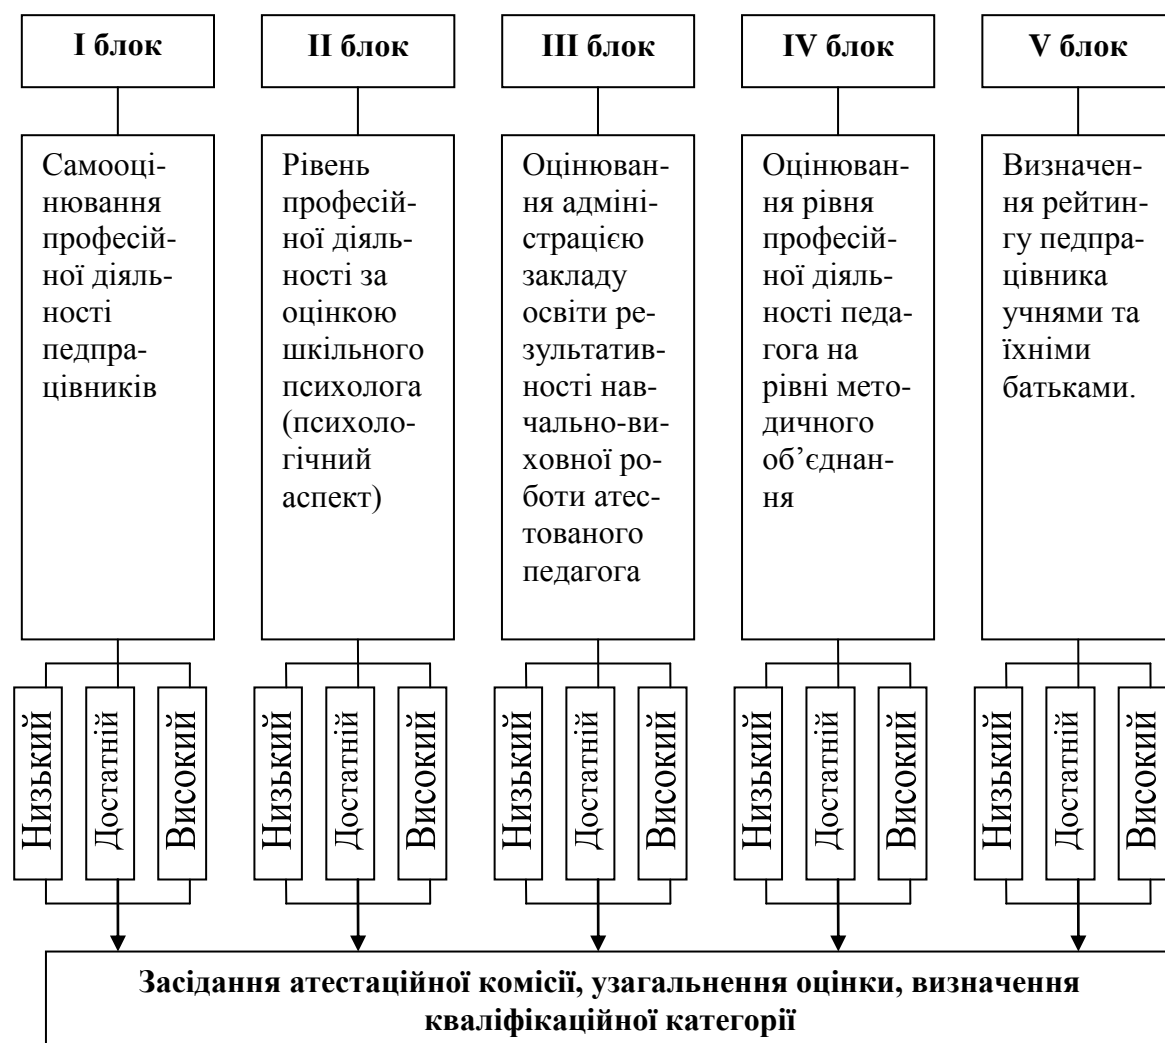 I блок
II блок
III блок
IV блок
V блок
Самооці-
нювання
професій-
ної діяль-
ності
педпра-
цівників
Рівень
професій-
ної діяль-
ності за
оцінкою
шкільного
психолога
(психоло-
гічний
аспект)
Оцінюван-
ня адміні-
страцією
закладу
освіти ре-
зультатив-
ності нав-
чально-ви-
ховної ро-
боти атес-
тованого
педагога
Оцінюван-
ня рівня
професій-
ної діяль-
ності педа-
гога на
рівні мето-
дичного
об’єднан-
ня
Визначен-
ня рейтин-
гу педпра-
цівника
учнями та
їхніми
батьками.
Низький
Достатній
Високий
Низький
Достатній
Високий
Низький
Достатній
Високий
Низький
Достатній
Високий
Низький
Достатній
Високий
Засідання атестаційної комісії, узагальнення оцінки, визначення
кваліфікаційної категорії